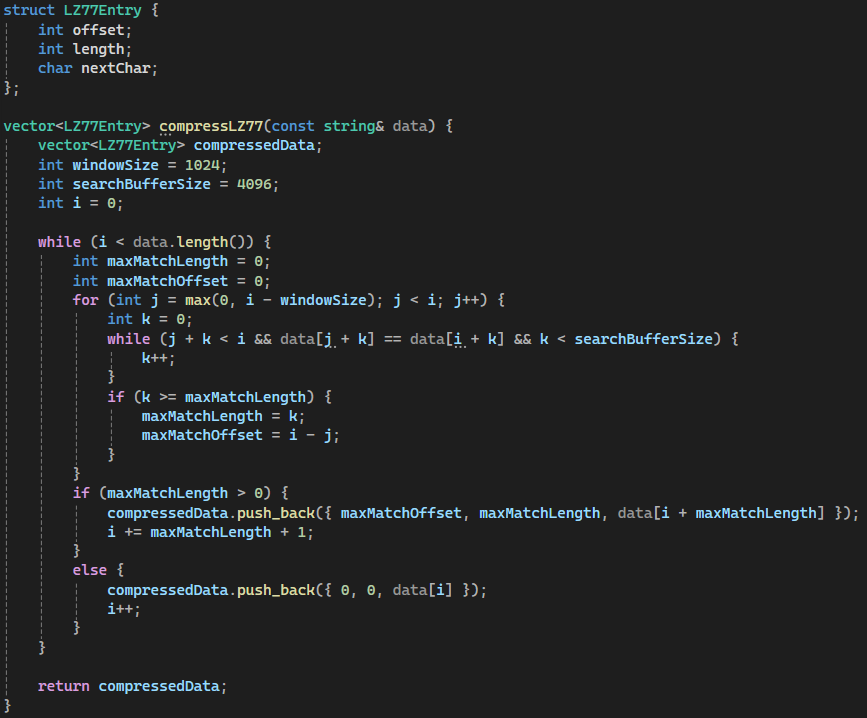 struct LZ77Entry {
    int offset;
    int length;
    char nextChar;
};

vector<LZ77Entry> compressLZ77(const string& data) {
    vector<LZ77Entry> compressedData;
    int windowSize = 1024;
    int searchBufferSize = 4096;
    int i = 0;

    while (i < data.length()) {
        int maxMatchLength = 0;
        int maxMatchOffset = 0;
        for (int j = max(0, i - windowSize); j < i; j++) {
            int k = 0;
            while (j + k < i && data[j + k] == data[i + k] && k < searchBufferSize) {
                k++;
            }
            if (k >= maxMatchLength) {
                maxMatchLength = k;
                maxMatchOffset = i - j;
            }
        }
        if (maxMatchLength > 0) {
            compressedData.push_back({ maxMatchOffset, maxMatchLength, data[i + maxMatchLength] });
            i += maxMatchLength + 1;
        }
        else {
            compressedData.push_back({ 0, 0, data[i] });
            i++;
        }
    }

    return compressedData;
}